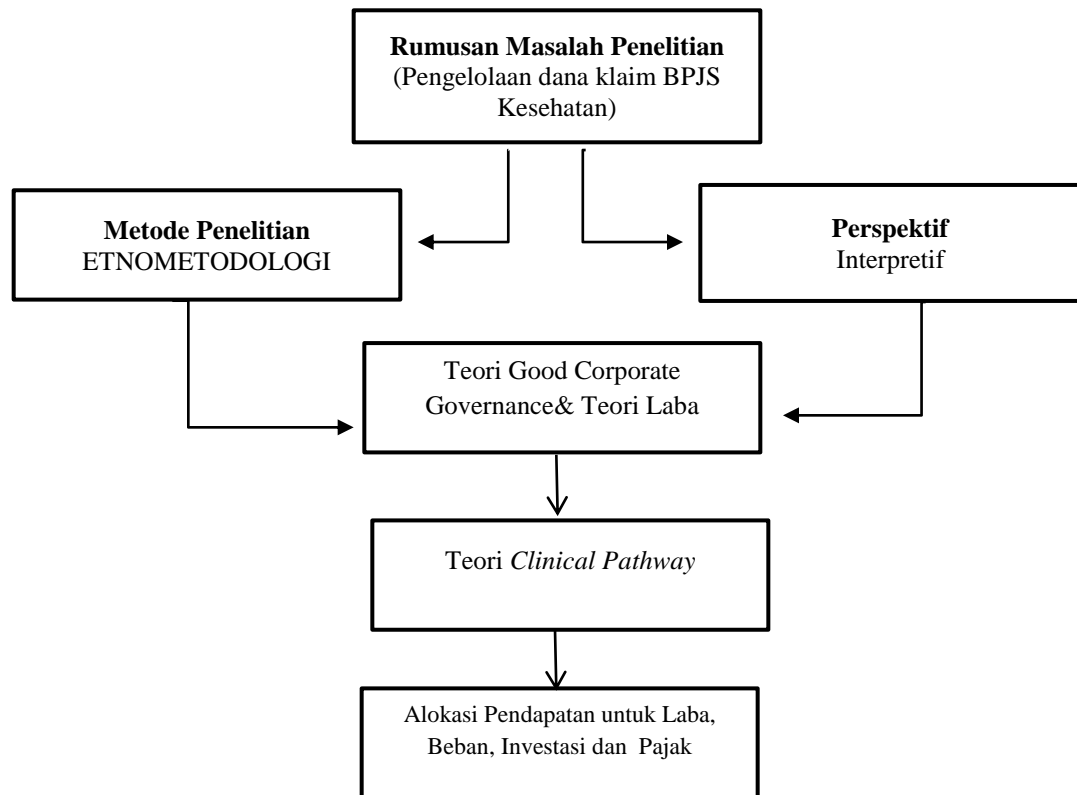 Rumusan Masalah Penelitian
(Pengelolaan dana klaim BPJS
Kesehatan)
Metode Penelitian
ETNOMETODOLOGI
Perspektif
Interpretif
Teori Good Corporate
Governance& Teori Laba
Teori Clinical Pathway
Alokasi Pendapatan untuk Laba,
Beban, Investasi dan Pajak